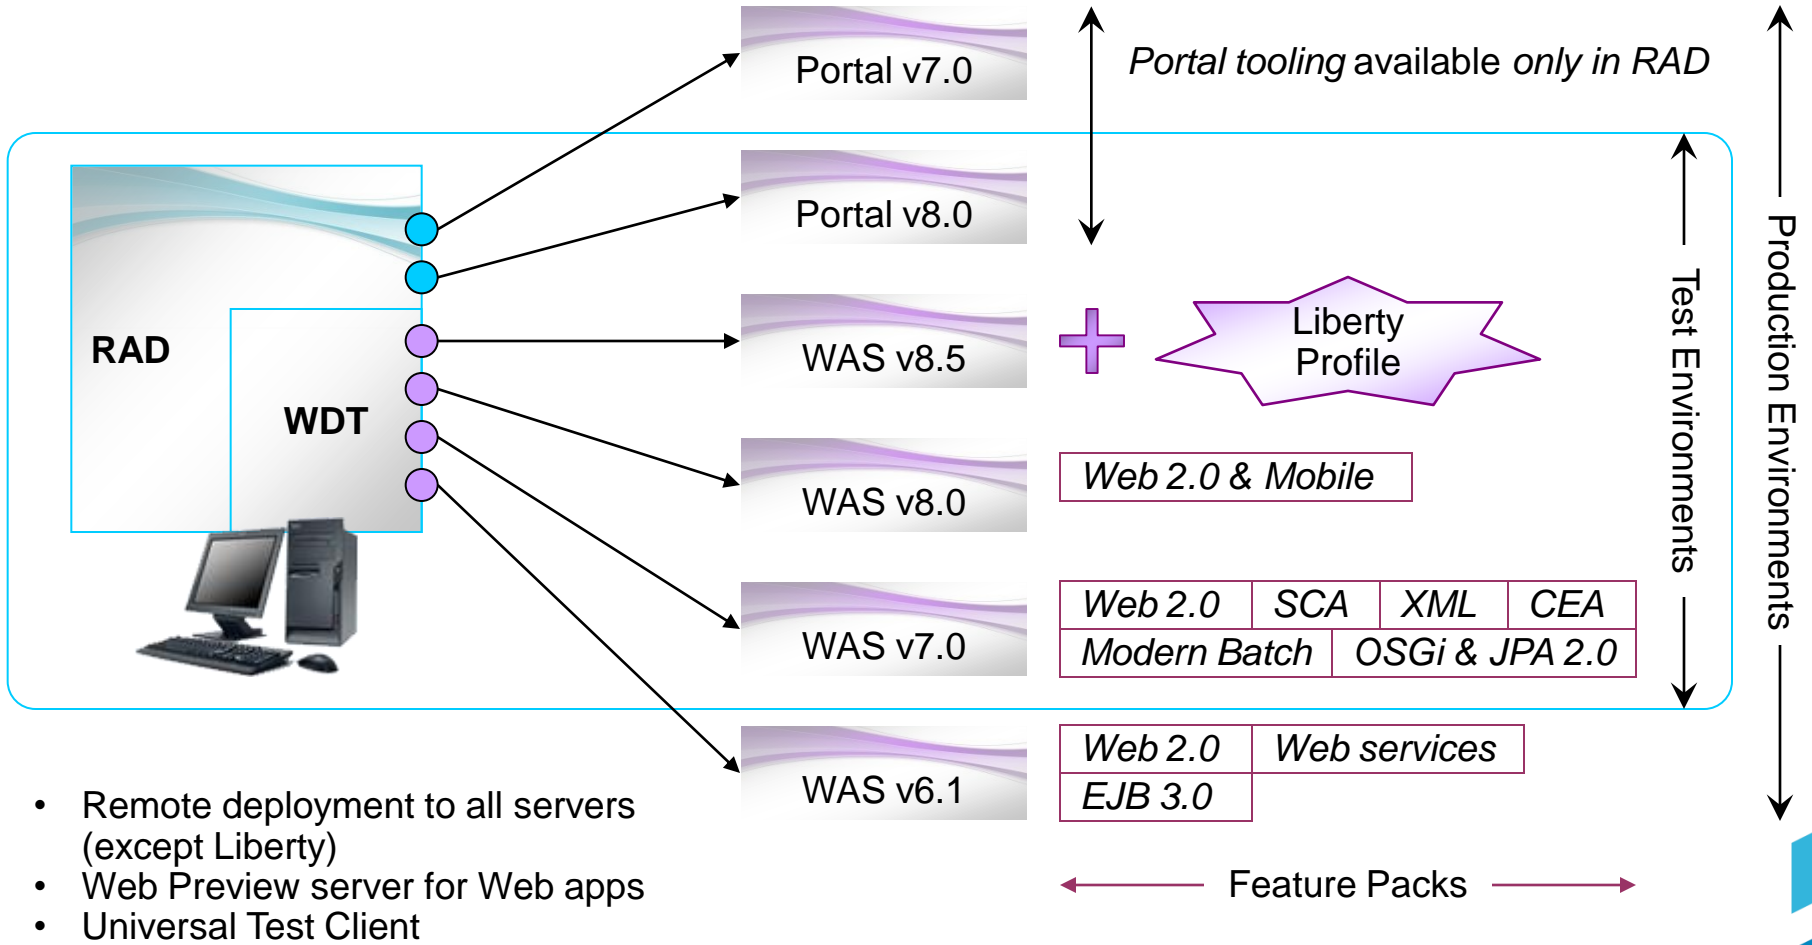 Portal v7.0
Portal tooling available only in RAD
Portal v8.0
RAD
WDT
WAS v8.5
Liberty
Profile
WAS v8.0
Web 2.0 & Mobile
WAS v7.0
Web 2.0
SCA
XML
CEA
Modern Batch
OSGi & JPA 2.0
WAS v6.1
Web 2.0
Web services
EJB 3.0
Feature Packs
Test Environments
Production Environments
• Remote deployment to all servers
(except Liberty)
• Web Preview server for Web apps
• Universal Test Client